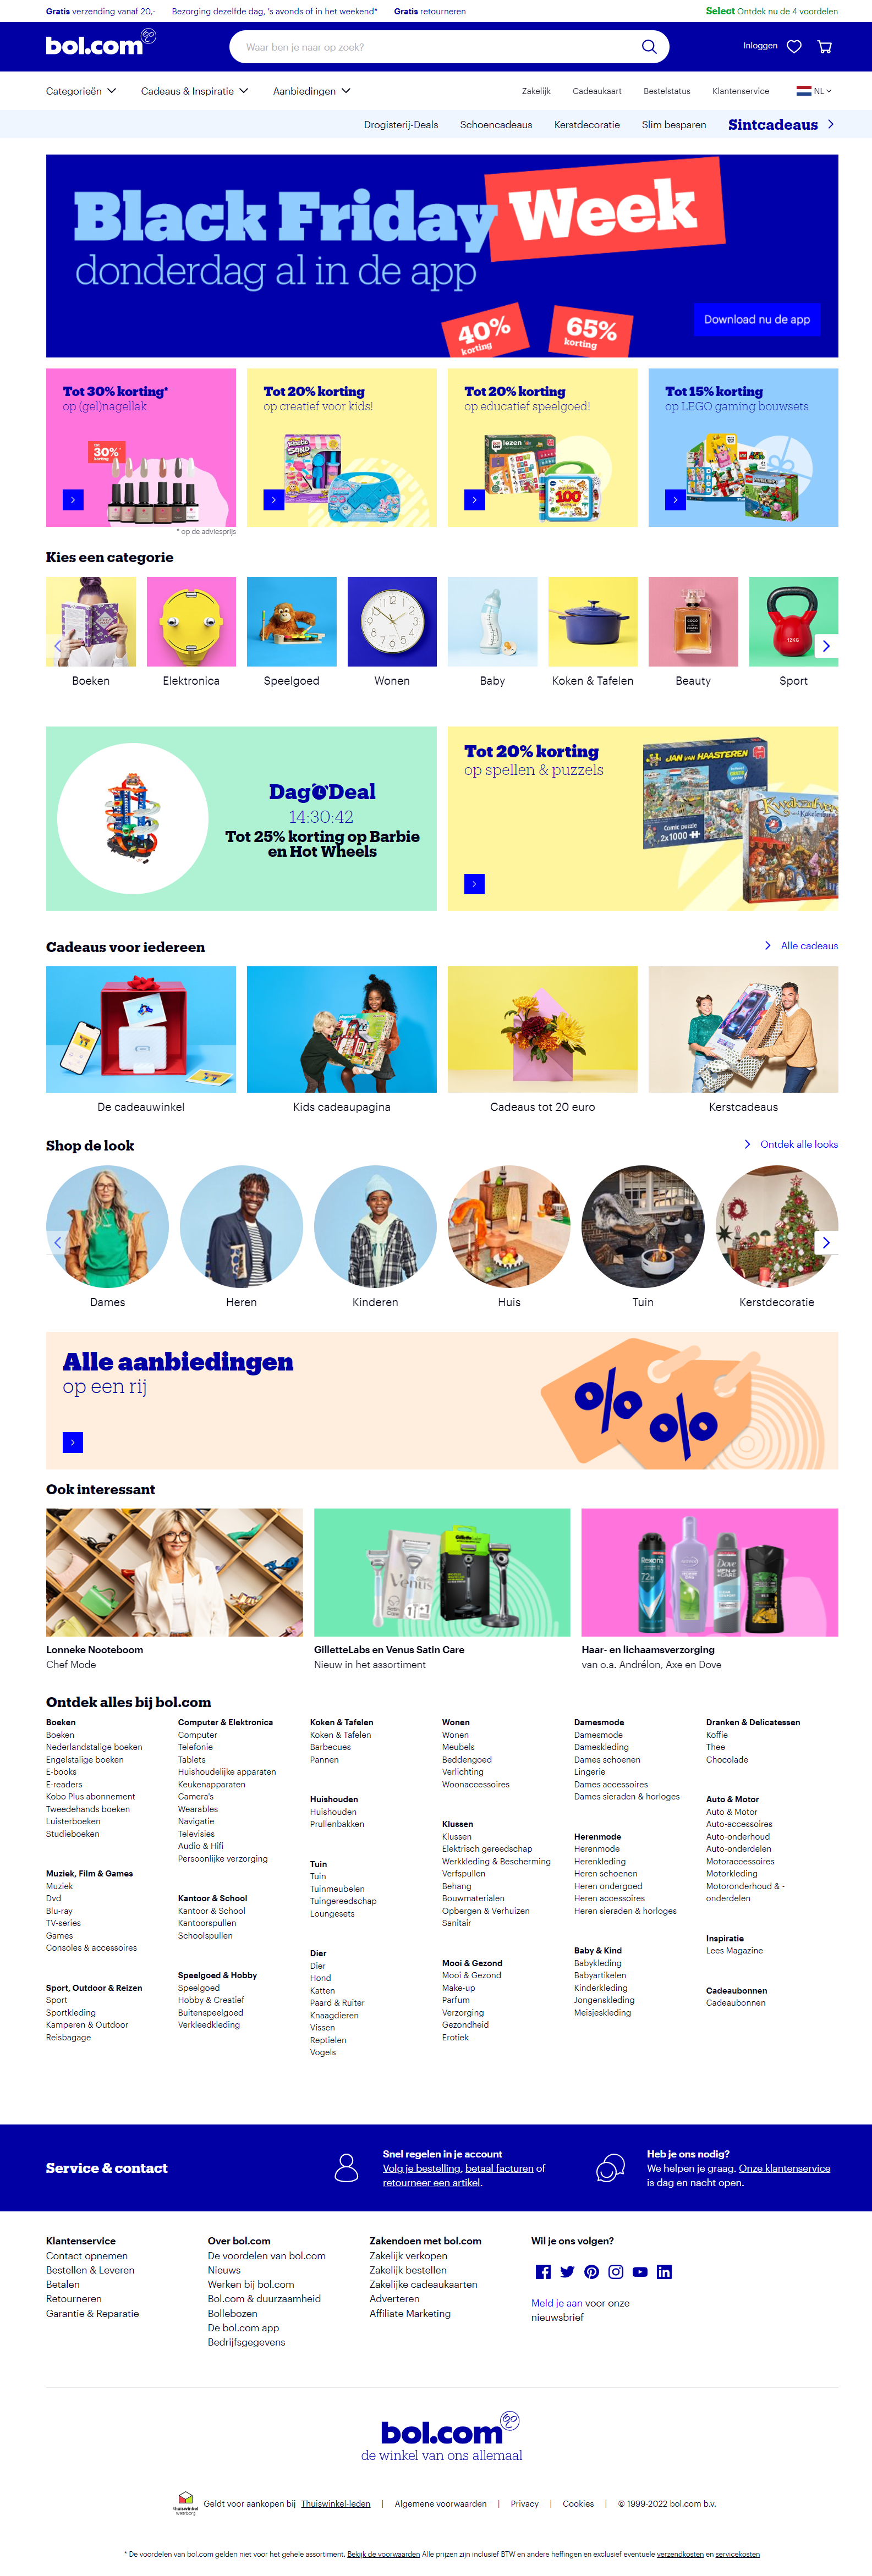 Gratis verzending vanaf 20,-
Bezorging dezelfde dag, 's avonds of in het weekend*
Gratis retourneren
Select Ontdek nu de 4 voordelen
bol.com
Waar ben je naar op zoek?
Inloggen
Categorieën
Cadeaus & Inspiratie
Aanbiedingen
Zakelijk
Cadeaukaart
Bestelstatus
Klantenservice
NL
Drogisterij-Deals
Schoencadeaus
Kerstdecoratie
Slim besparen
Sintcadeaus
Black Friday Week
donderdag al in de app
40%
korting
65%
korting
Download nu de app
Tot 30% korting*
op (gel)nagellak
30%
korting
* op de adviesprijs
Tot 20% korting
op creatief voor kids!
Tot 20% korting
op educatief speelgoed!
lezen
100
Tot 15% korting
op LEGO gaming bouwsets
Kies een categorie
12KG
Boeken
Elektronica
Speelgoed
Wonen
Baby
Koken & Tafelen
Beauty
Sport
DagDeal
14:30:42
Tot 25% korting op Barbie
en Hot Wheels
Tot 20% korting
op spellen & puzzels
JAN VAN HAASTEREN
Comic puzzle
2x1000
Cadeaus voor iedereen
Alle cadeaus
De cadeauwinkel
Kids cadeaupagina
Cadeaus tot 20 euro
Kerstcadeaus
Shop de look
Ontdek alle looks
Dames
Heren
Kinderen
Huis
Tuin
Kerstdecoratie
Alle aanbiedingen
op een rij
% %
Ook interessant
Venus
Rexona
72H
Dove
MEN+CARE
Lonneke Nooteboom
Chef Mode
GilletteLabs en Venus Satin Care
Nieuw in het assortiment
Haar- en lichaamsverzorging
van o.a. Andrélon, Axe en Dove
Ontdek alles bij bol.com
Boeken
Boeken
Nederlandstalige boeken
Engelstalige boeken
E-books
E-readers
Kobo Plus abonnement
Tweedehands boeken
Luisterboeken
Studieboeken
Muziek, Film & Games
Muziek
Dvd
Blu-ray
TV-series
Games
Consoles & accessoires
Sport, Outdoor & Reizen
Sport
Sportkleding
Kamperen & Outdoor
Reisbagage
Computer & Elektronica
Computer
Telefonie
Tablets
Huishoudelijke apparaten
Keukenapparaten
Camera's
Wearables
Navigatie
Televisies
Audio & Hifi
Persoonlijke verzorging
Kantoor & School
Kantoor & School
Kantoorspullen
Schoolspullen
Speelgoed & Hobby
Speelgoed
Hobby & Creatief
Buitenspeelgoed
Verkleedkleding
Koken & Tafelen
Koken & Tafelen
Barbecues
Pannen
Huishouden
Huishouden
Prullenbakken
Tuin
Tuin
Tuinmeubelen
Tuingereedschap
Loungesets
Dier
Dier
Hond
Katten
Paard & Ruiter
Knaagdieren
Vissen
Reptielen
Vogels
Wonen
Wonen
Meubels
Beddengoed
Verlichting
Woonaccessoires
Klussen
Klussen
Elektrisch gereedschap
Werkkleding & Bescherming
Verfspullen
Behang
Bouwmaterialen
Opbergen & Verhuizen
Sanitair
Mooi & Gezond
Mooi & Gezond
Make-up
Parfum
Verzorging
Gezondheid
Erotiek
Damesmode
Damesmode
Dameskleding
Dames schoenen
Lingerie
Dames accessoires
Dames sieraden & horloges
Herenmode
Herenmode
Herenkleding
Heren schoenen
Heren ondergoed
Heren accessoires
Heren sieraden & horloges
Baby & Kind
Babykleding
Babyartikelen
Kinderkleding
Jongenskleding
Meisjeskleding
Dranken & Delicatessen
Koffie
Thee
Chocolade
Auto & Motor
Auto & Motor
Auto-accessoires
Auto-onderhoud
Auto-onderdelen
Motoraccessoires
Motorkleding
Motoronderhoud & -
onderdelen
Inspiratie
Lees Magazine
Cadeaubonnen
Cadeaubonnen
Service & contact
Snel regelen in je account
Volg je bestelling, betaal facturen of
retourneer een artikel.
Heb je ons nodig?
We helpen je graag. Onze klantenservice
is dag en nacht open.
Klantenservice
Contact opnemen
Bestellen & Leveren
Betalen
Retourneren
Garantie & Reparatie
Over bol.com
De voordelen van bol.com
Nieuws
Werken bij bol.com
Bol.com & duurzaamheid
Bollebozen
De bol.com app
Bedrijfsgegevens
Zakendoen met bol.com
Zakelijk verkopen
Zakelijk bestellen
Zakelijke cadeaukaarten
Adverteren
Affiliate Marketing
Wil je ons volgen?
Meld je aan voor onze
nieuwsbrief
bol.com
de winkel van ons allemaal
thuiswinkel
waarborg
Geldt voor aankopen bij Thuiswinkel-leden | Algemene voorwaarden | Privacy | Cookies | © 1999-2022 bol.com b.v.
* De voordelen van bol.com gelden niet voor het gehele assortiment. Bekijk de voorwaarden Alle prijzen zijn inclusief BTW en andere heffingen en exclusief eventuele verzendkosten en servicekosten